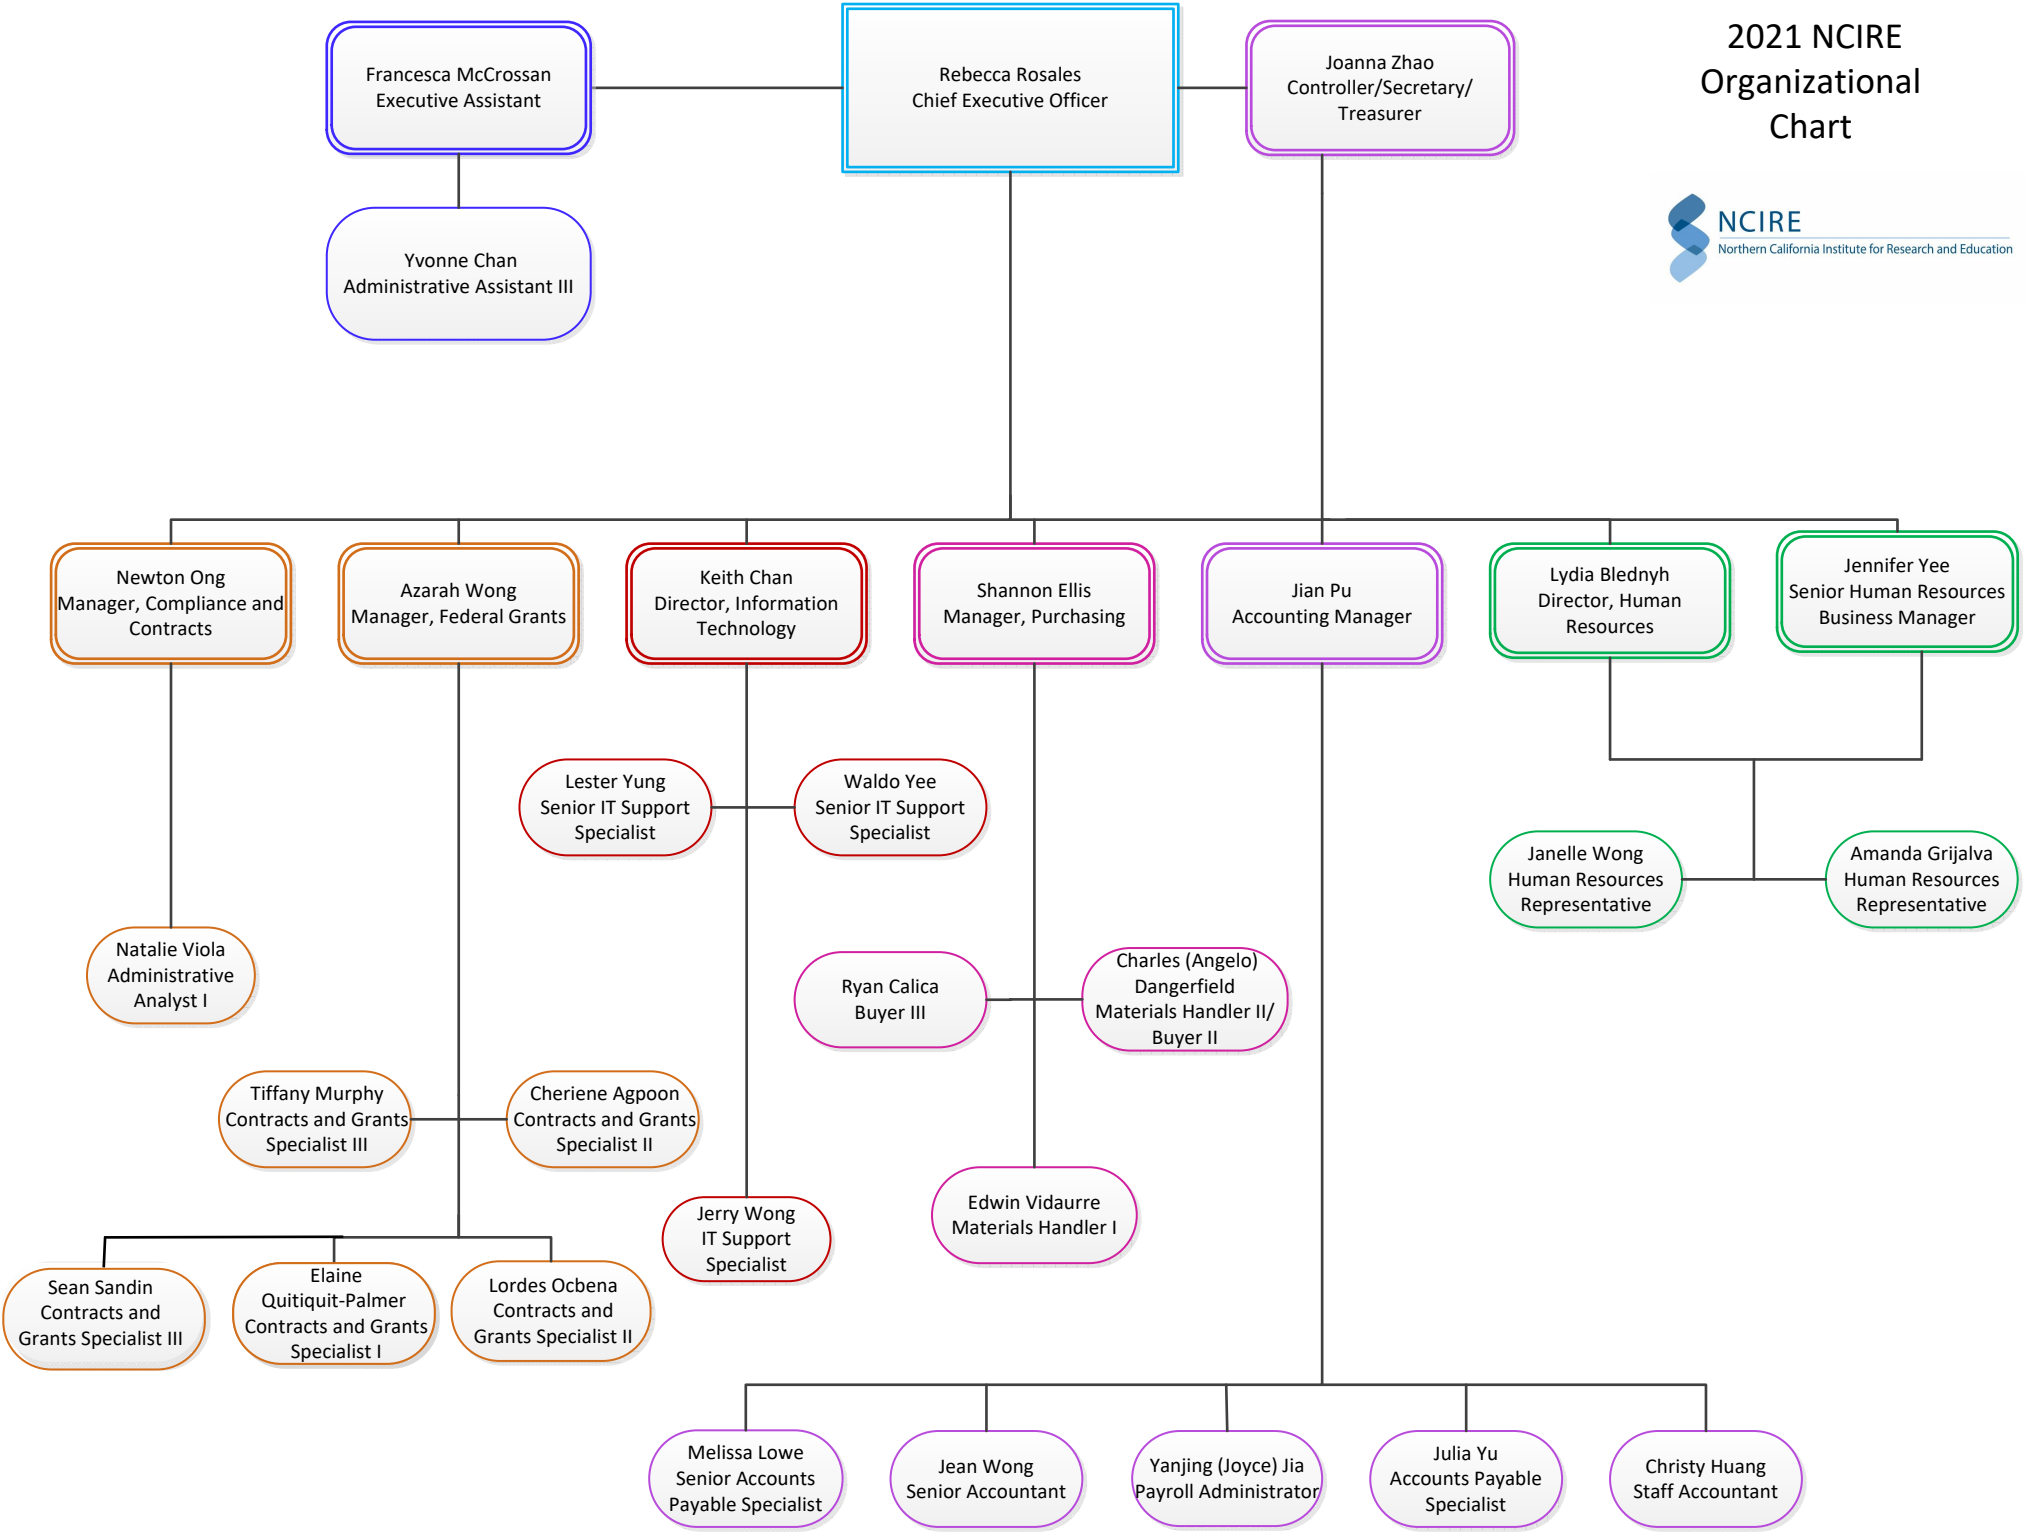 2021 NCIRE
Organizational
Chart
NCIRE
Northern California Institute for Research and Education
Francesca McCrossan
Executive Assistant
Rebecca Rosales
Chief Executive Officer
Joanna Zhao
Controller/Secretary/
Treasurer
Yvonne Chan
Administrative Assistant III
Newton Ong
Manager, Compliance and
Contracts
Azarah Wong
Manager, Federal Grants
Keith Chan
Director, Information
Technology
Shannon Ellis
Manager, Purchasing
Jian Pu
Accounting Manager
Lydia Blednyh
Director, Human
Resources
Jennifer Yee
Senior Human Resources
Business Manager
Lester Yung
Senior IT Support
Specialist
Waldo Yee
Senior IT Support
Specialist
Janelle Wong
Human Resources
Representative
Amanda Grijalva
Human Resources
Representative
Natalie Viola
Administrative
Analyst I
Ryan Calica
Buyer III
Charles (Angelo)
Dangerfield
Materials Handler II/
Buyer II
Tiffany Murphy
Contracts and Grants
Specialist III
Cheriene Agpoon
Contracts and Grants
Specialist II
Jerry Wong
IT Support
Specialist
Edwin Vidaurre
Materials Handler I
Sean Sandin
Contracts and
Grants Specialist III
Elaine
Quitiquit-Palmer
Contracts and Grants
Specialist I
Lordes Ocbena
Contracts and
Grants Specialist II
Melissa Lowe
Senior Accounts
Payable Specialist
Jean Wong
Senior Accountant
Yanjing (Joyce) Jia
Payroll Administrator
Julia Yu
Accounts Payable
Specialist
Christy Huang
Staff Accountant